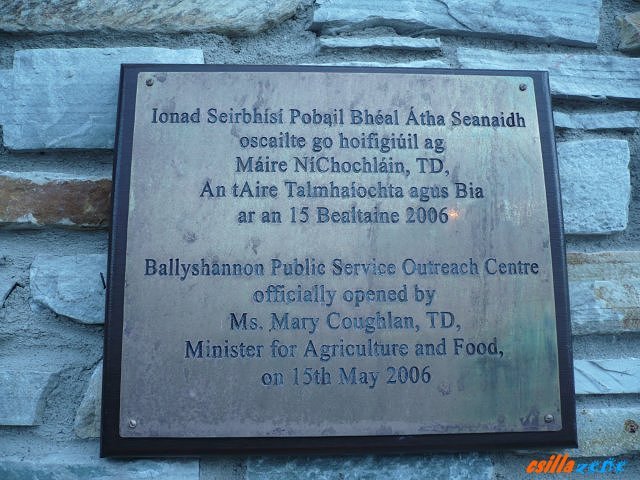 Ionad Seirbhísí Pobail Bhéal Átha Seanaidh
oscailte go hoifigiúil ag
Máire NíChochláin, TD,
An tAire Talmhaíochta agus Bia
ar an 15 Bealtaine 2006
Ballyshannon Public Service Outreach Centre
officially opened by
Ms. Mary Coughlan, TD,
Minister for Agriculture and Food,
on 15th May 2006